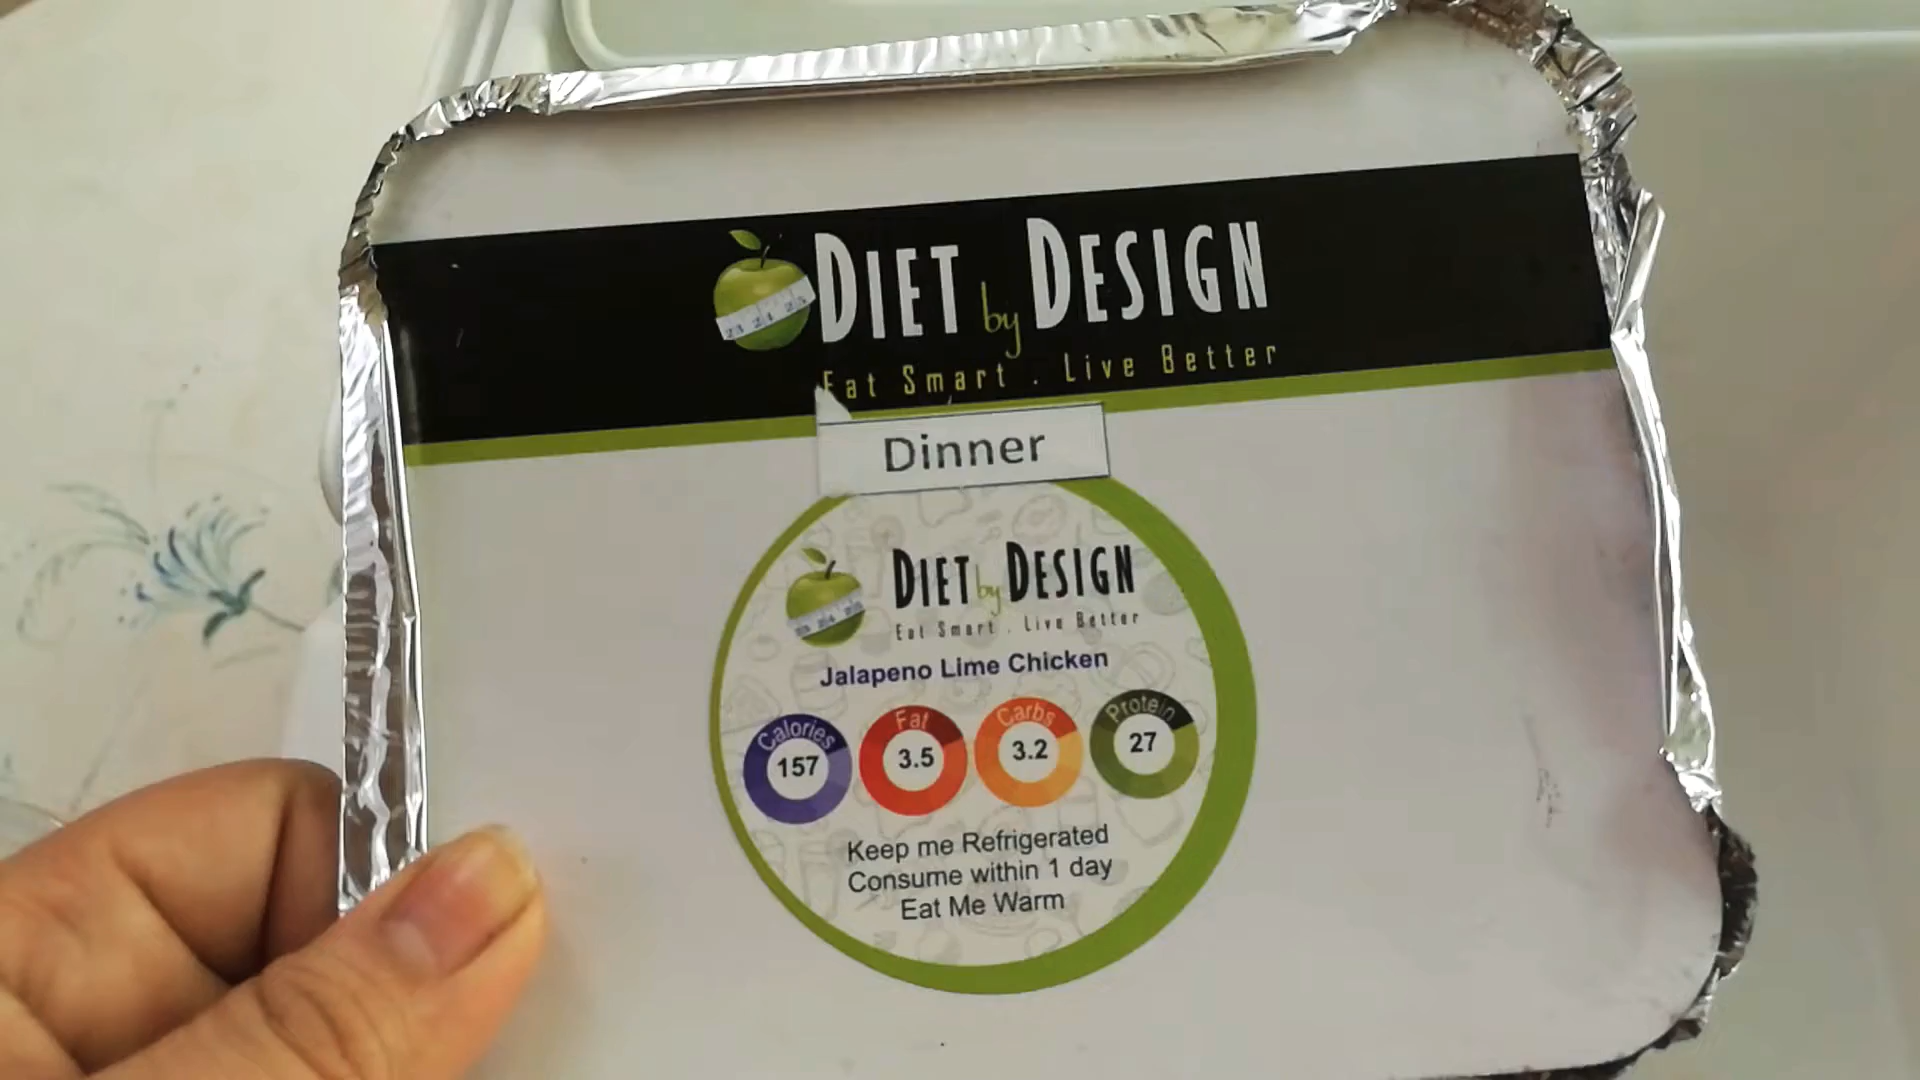 DIET by DESIGN
Eat Smart . Live Better
Dinner
DIET by DESIGN
Eat Smart . Live Better
Jalapeno Lime Chicken
Calories 157
Fat 3.5
Carbs 3.2
Protein 27
Keep me Refrigerated
Consume within 1 day
Eat Me Warm